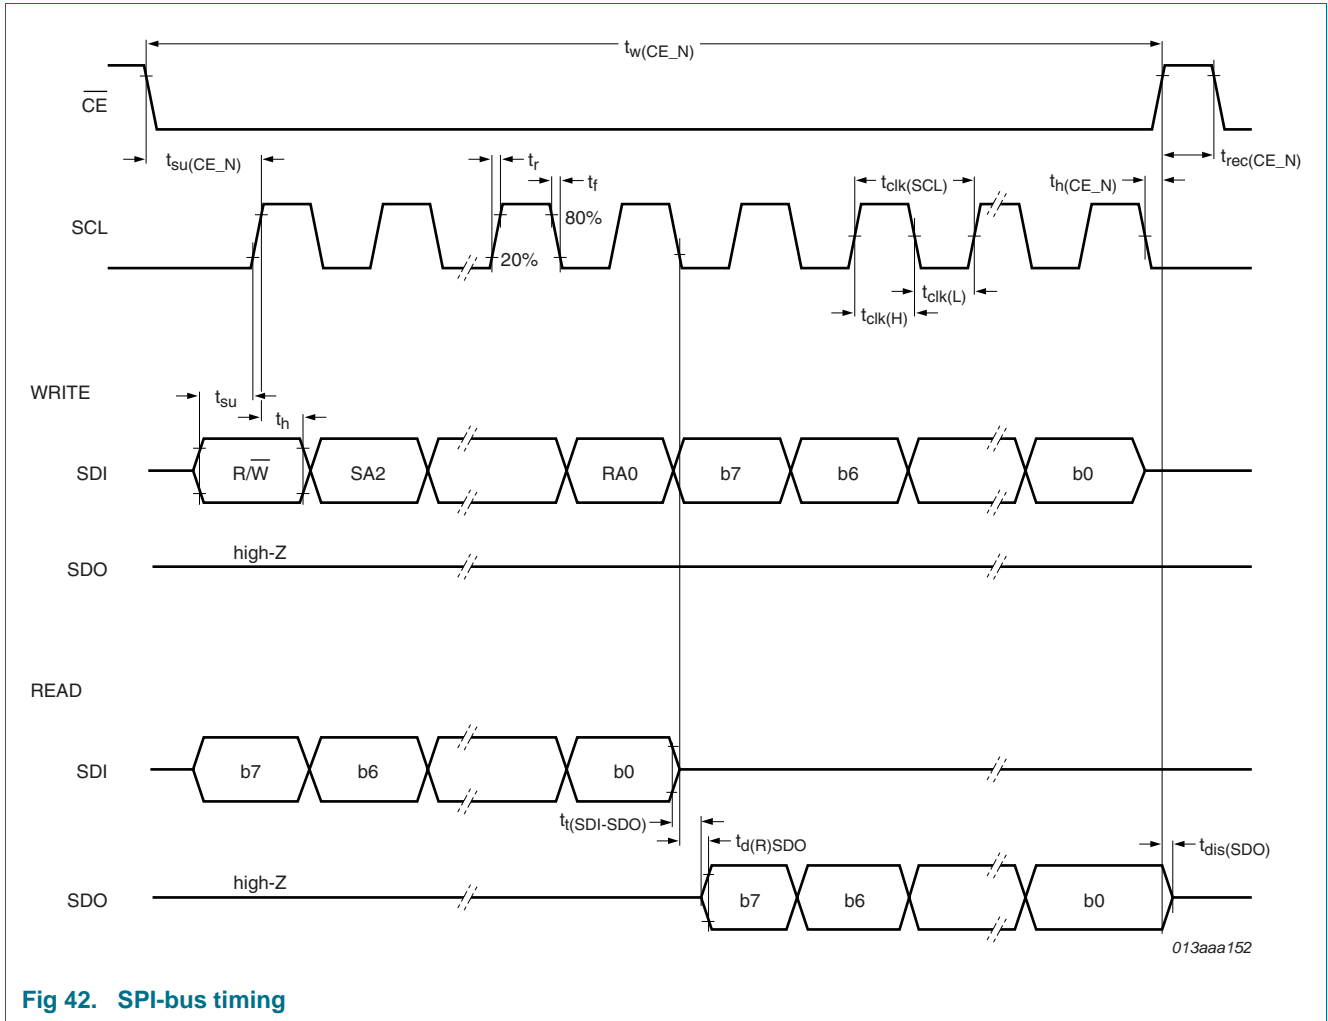 tw(CE_N)
CE
tsu(CE_N)
tr
tf
tclk(SCL)
th(CE_N)
trec(CE_N)
SCL
80%
20%
tclk(H)
tclk(L)
WRITE
tsu
th
SDI R/W SA2 RA0 b7 b6 b0
high-Z
SDO
READ
SDI b7 b6 b0
tt(SDI-SDO)
td(R)SDO
tdis(SDO)
high-Z
SDO b7 b6 b0
013aaa152
Fig 42. SPI-bus timing